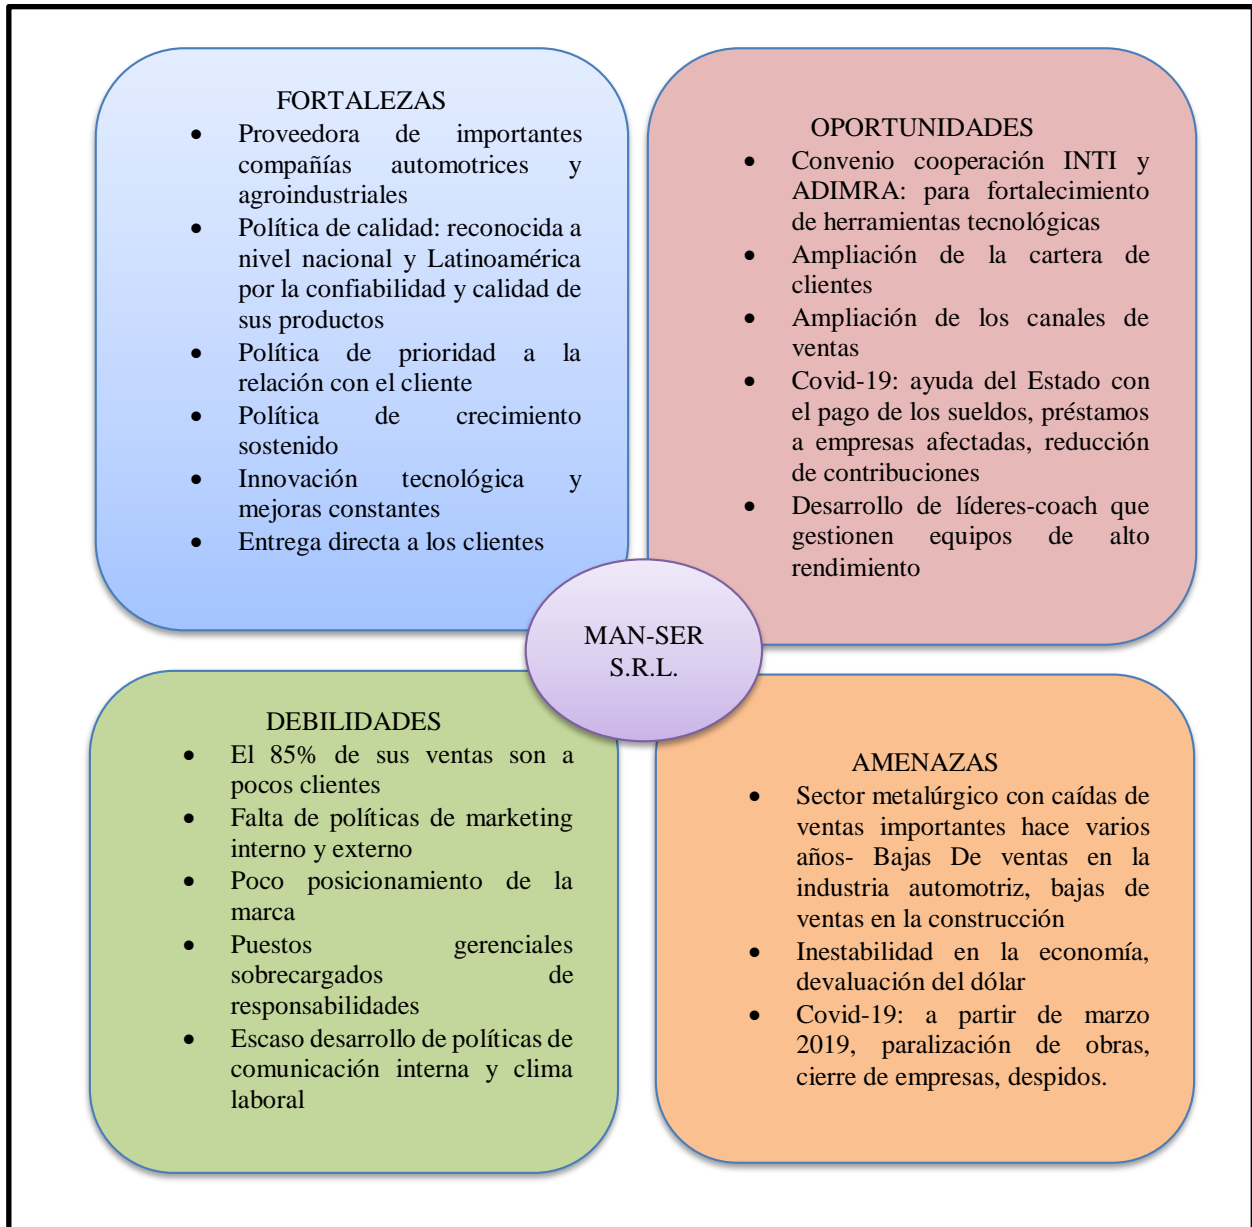 FORTALEZAS
• Proveedora de importantes
compañías automotrices y
agroindustriales
• Política de calidad: reconocida a
nivel nacional y Latinoamérica
por la confiabilidad y calidad de
sus productos
• Política de prioridad a la
relación con el cliente
• Política de crecimiento
sostenido
• Innovación tecnológica y
mejoras constantes
• Entrega directa a los clientes
OPORTUNIDADES
• Convenio cooperación INTI y
ADIMRA: para fortalecimiento
de herramientas tecnológicas
• Ampliación de la cartera de
clientes
• Ampliación de los canales de
ventas
• Covid-19: ayuda del Estado con
el pago de los sueldos, préstamos
a empresas afectadas, reducción
de contribuciones
• Desarrollo de líderes-coach que
gestionen equipos de alto
rendimiento
MAN-SER
S.R.L.
DEBILIDADES
• El 85% de sus ventas son a
pocos clientes
• Falta de políticas de marketing
interno y externo
• Poco posicionamiento de la
marca
• Puestos gerenciales
sobrecargados de
responsabilidades
• Escaso desarrollo de políticas de
comunicación interna y clima
laboral
AMENAZAS
• Sector metalúrgico con caídas de
ventas importantes hace varios
años- Bajas De ventas en la
industria automotriz, bajas de
ventas en la construcción
• Inestabilidad en la economía,
devaluación del dólar
• Covid-19: a partir de marzo
2019, paralización de obras,
cierre de empresas, despidos.